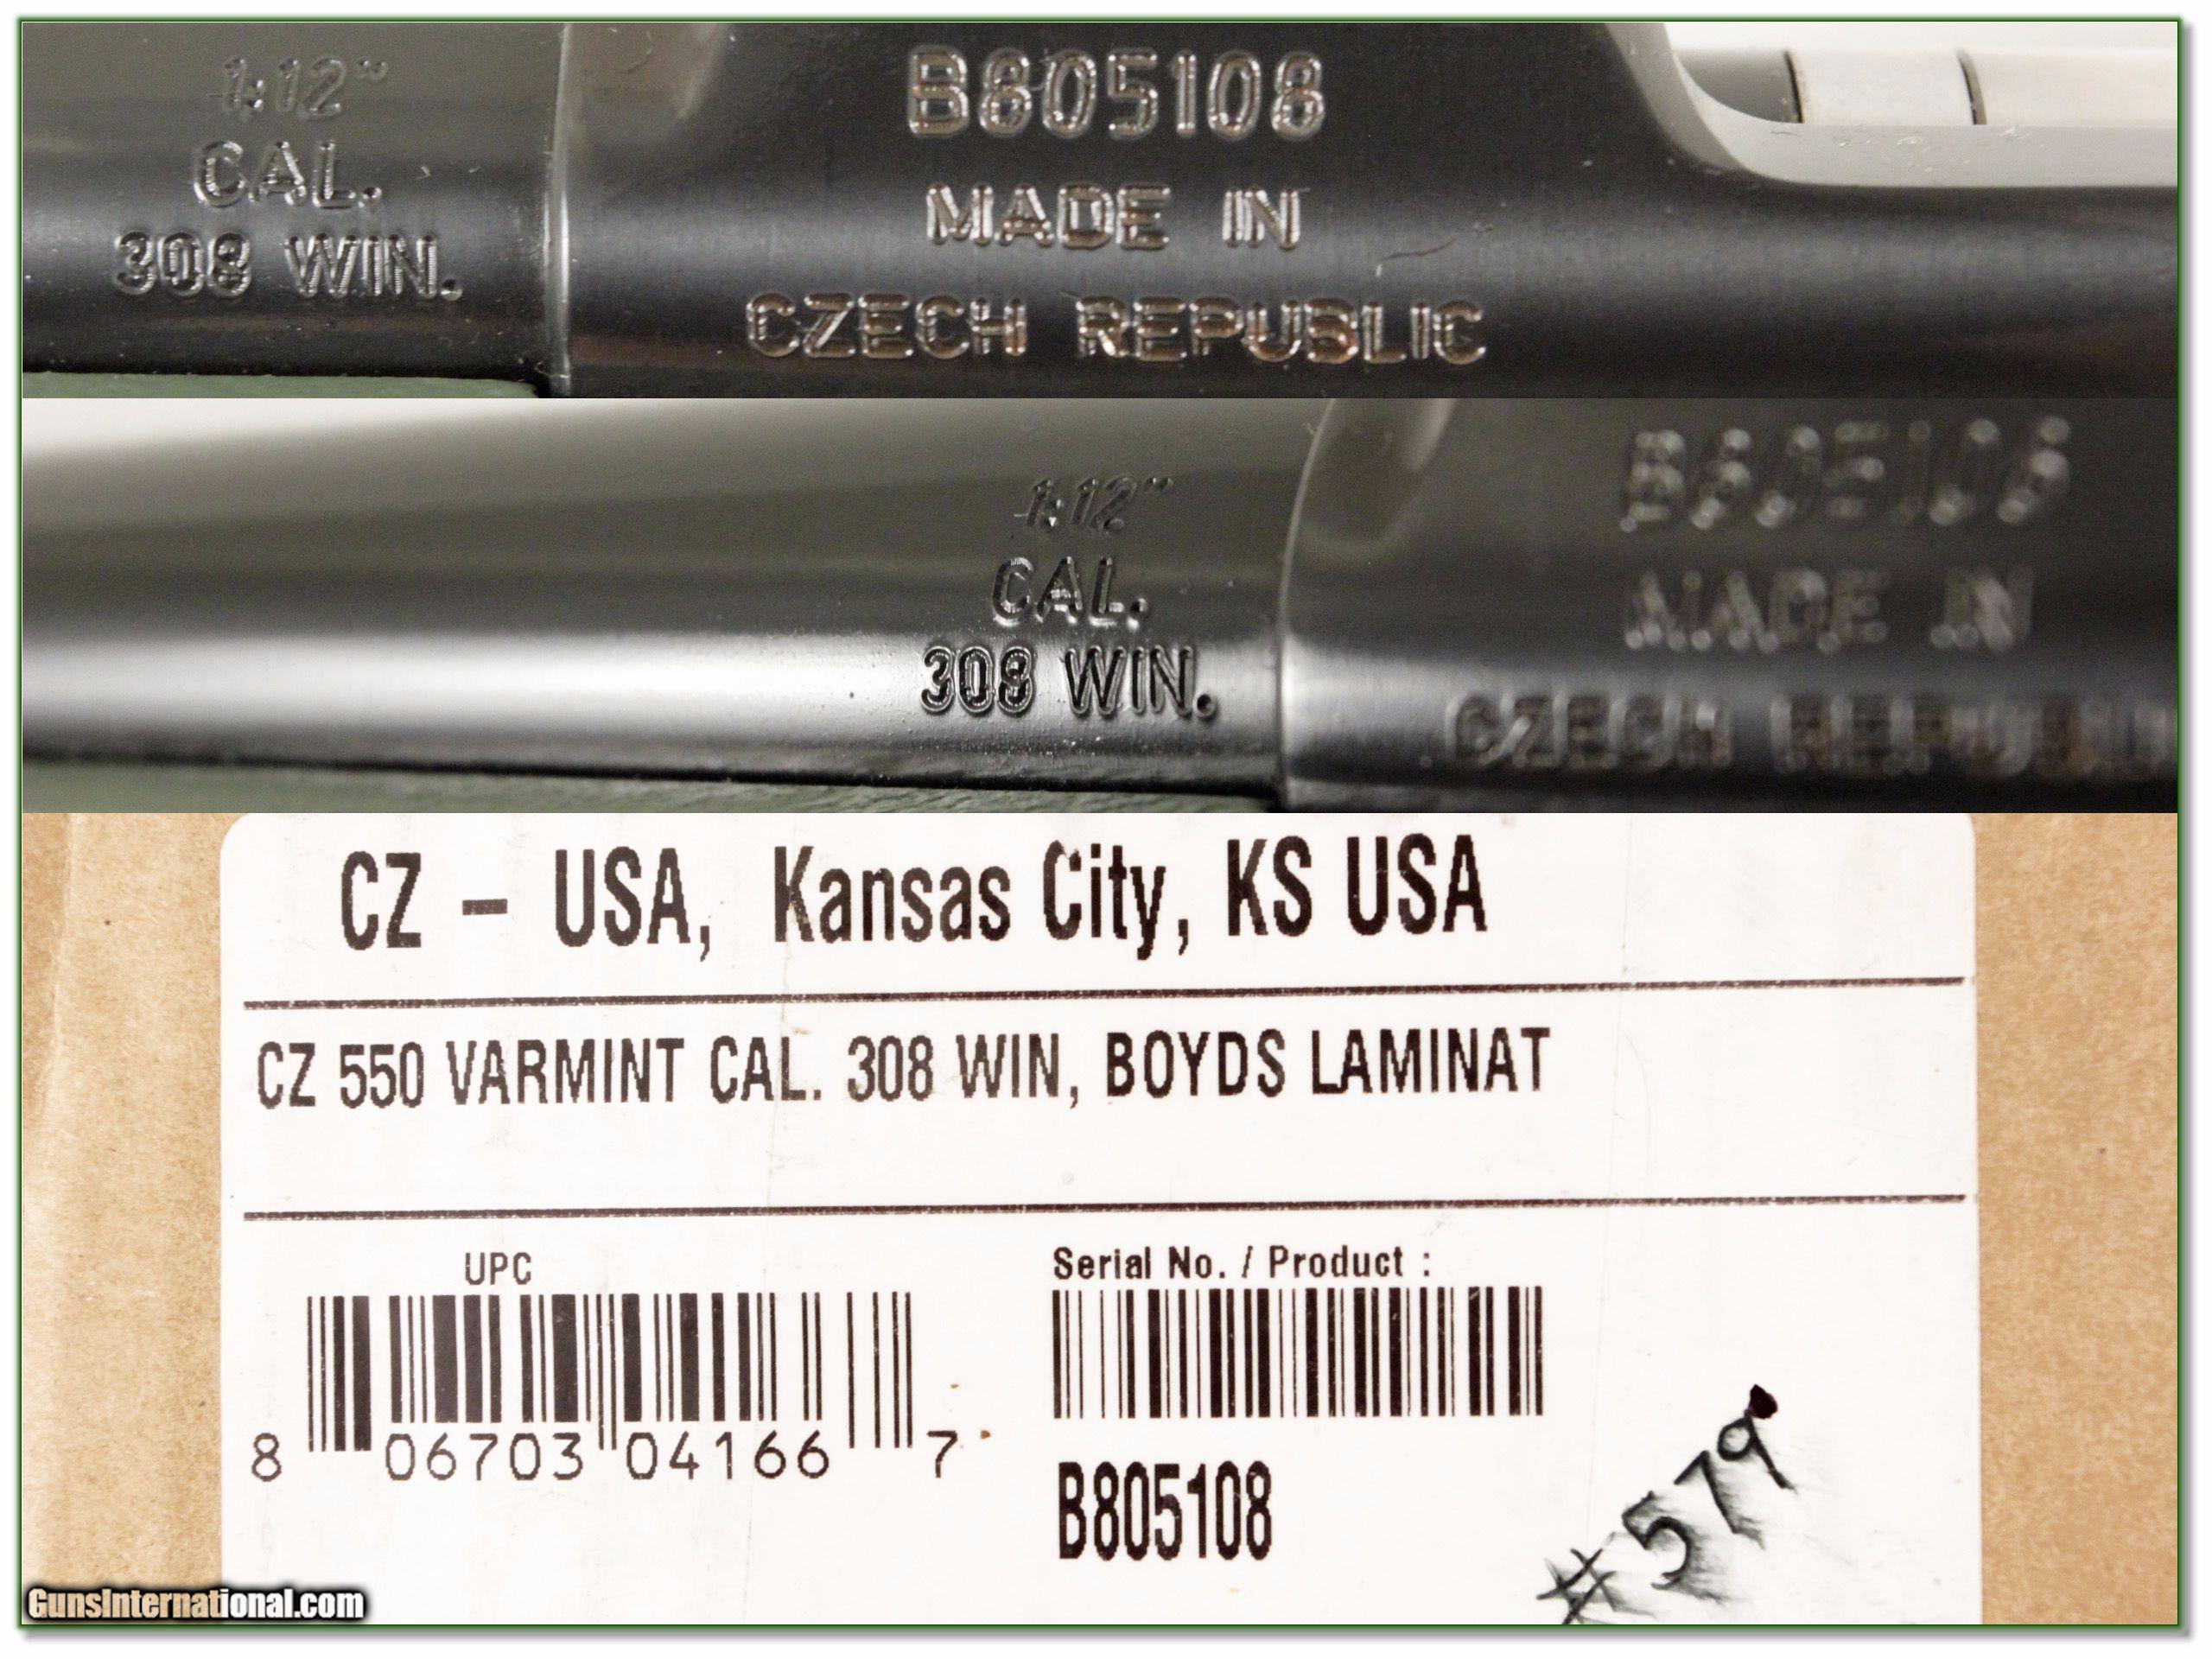 1:12"
CAL.
308 WIN.
B805108
MADE IN
CZECH REPUBLIC
1:12"
CAL.
308 WIN.
B805108
MADE IN
CZECH REPUBLI
CZ - USA, Kansas City, KS USA
CZ 550 VARMINT CAL. 308 WIN, BOYDS LAMINAT
UPC
8 06703 04166 7
Serial No. / Product :
B805108
#579
GunsInternational.com